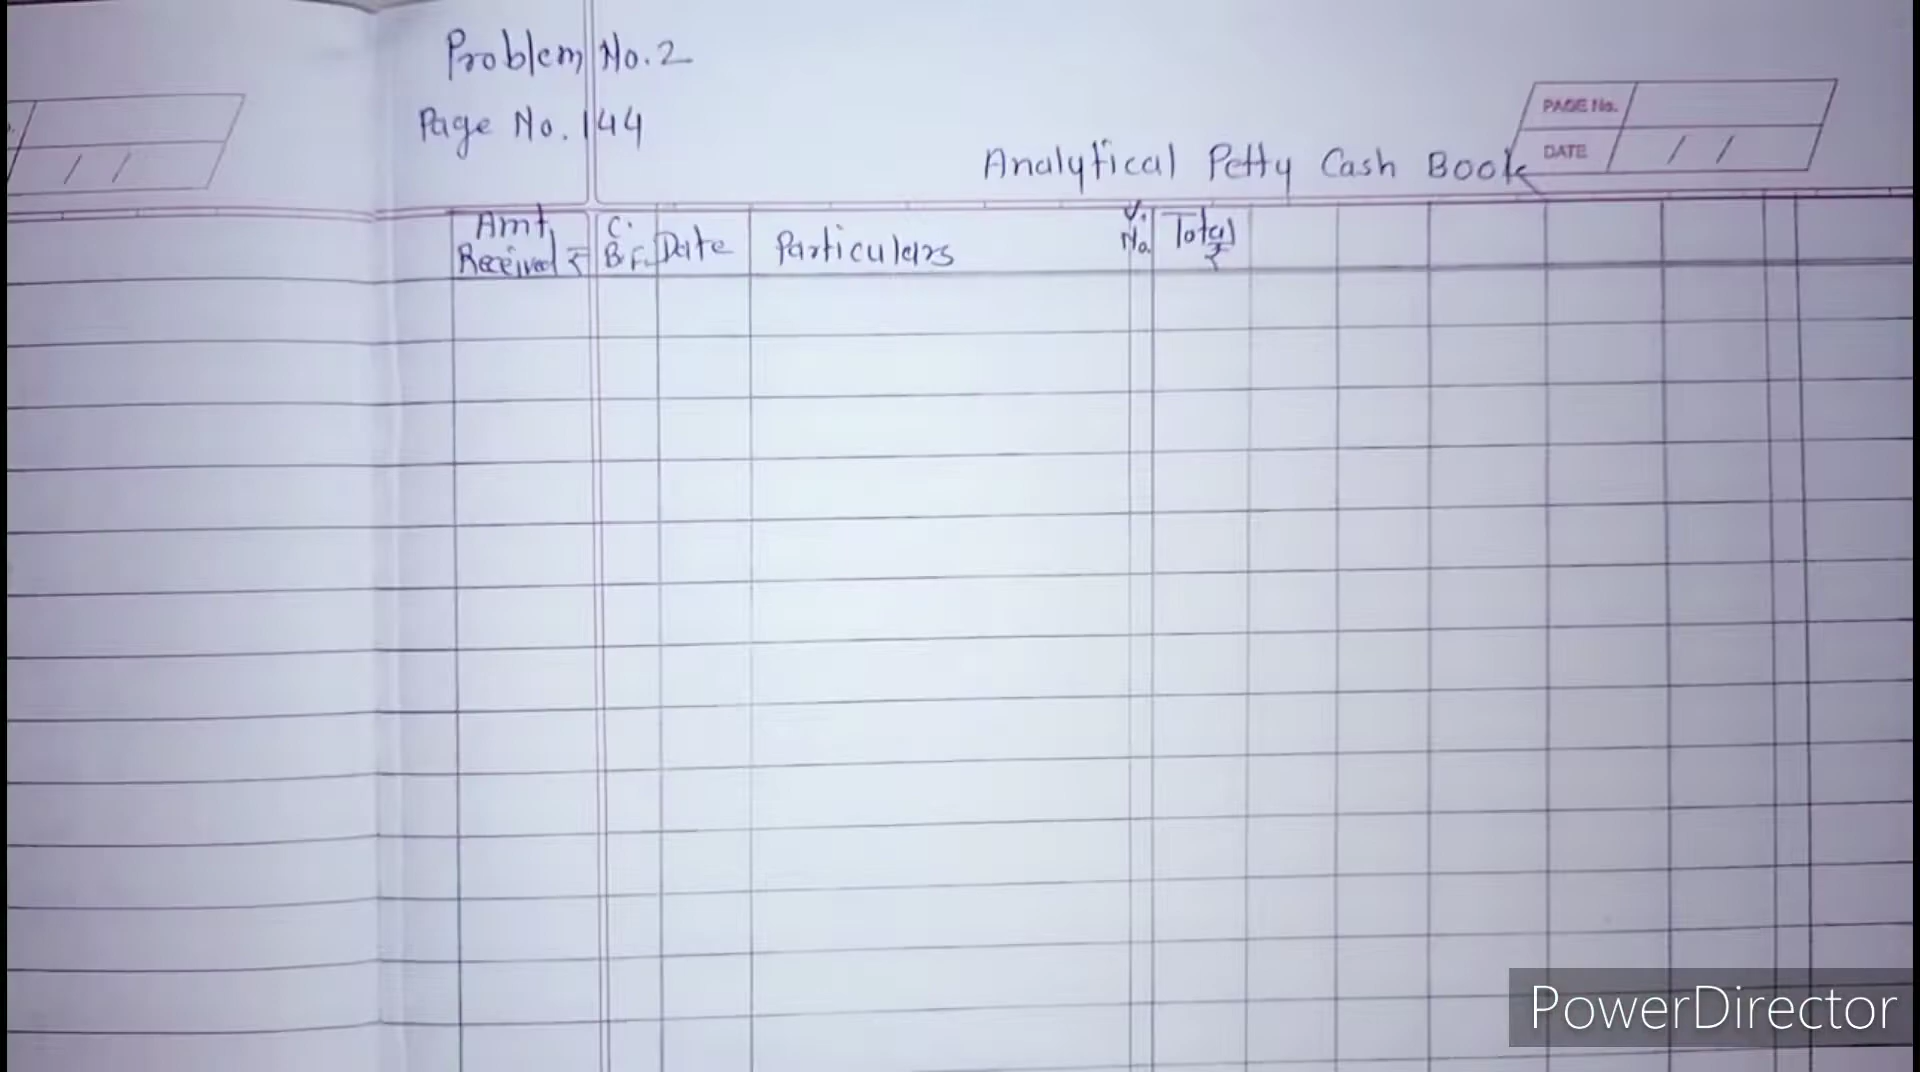 Problem No. 2
Page No. 144
PAGE No.
DATE / /
/ /
Analytical Petty Cash Book
Amt Received ₹ C. B. F. Date Particulars V. No. Total ₹
PowerDirector